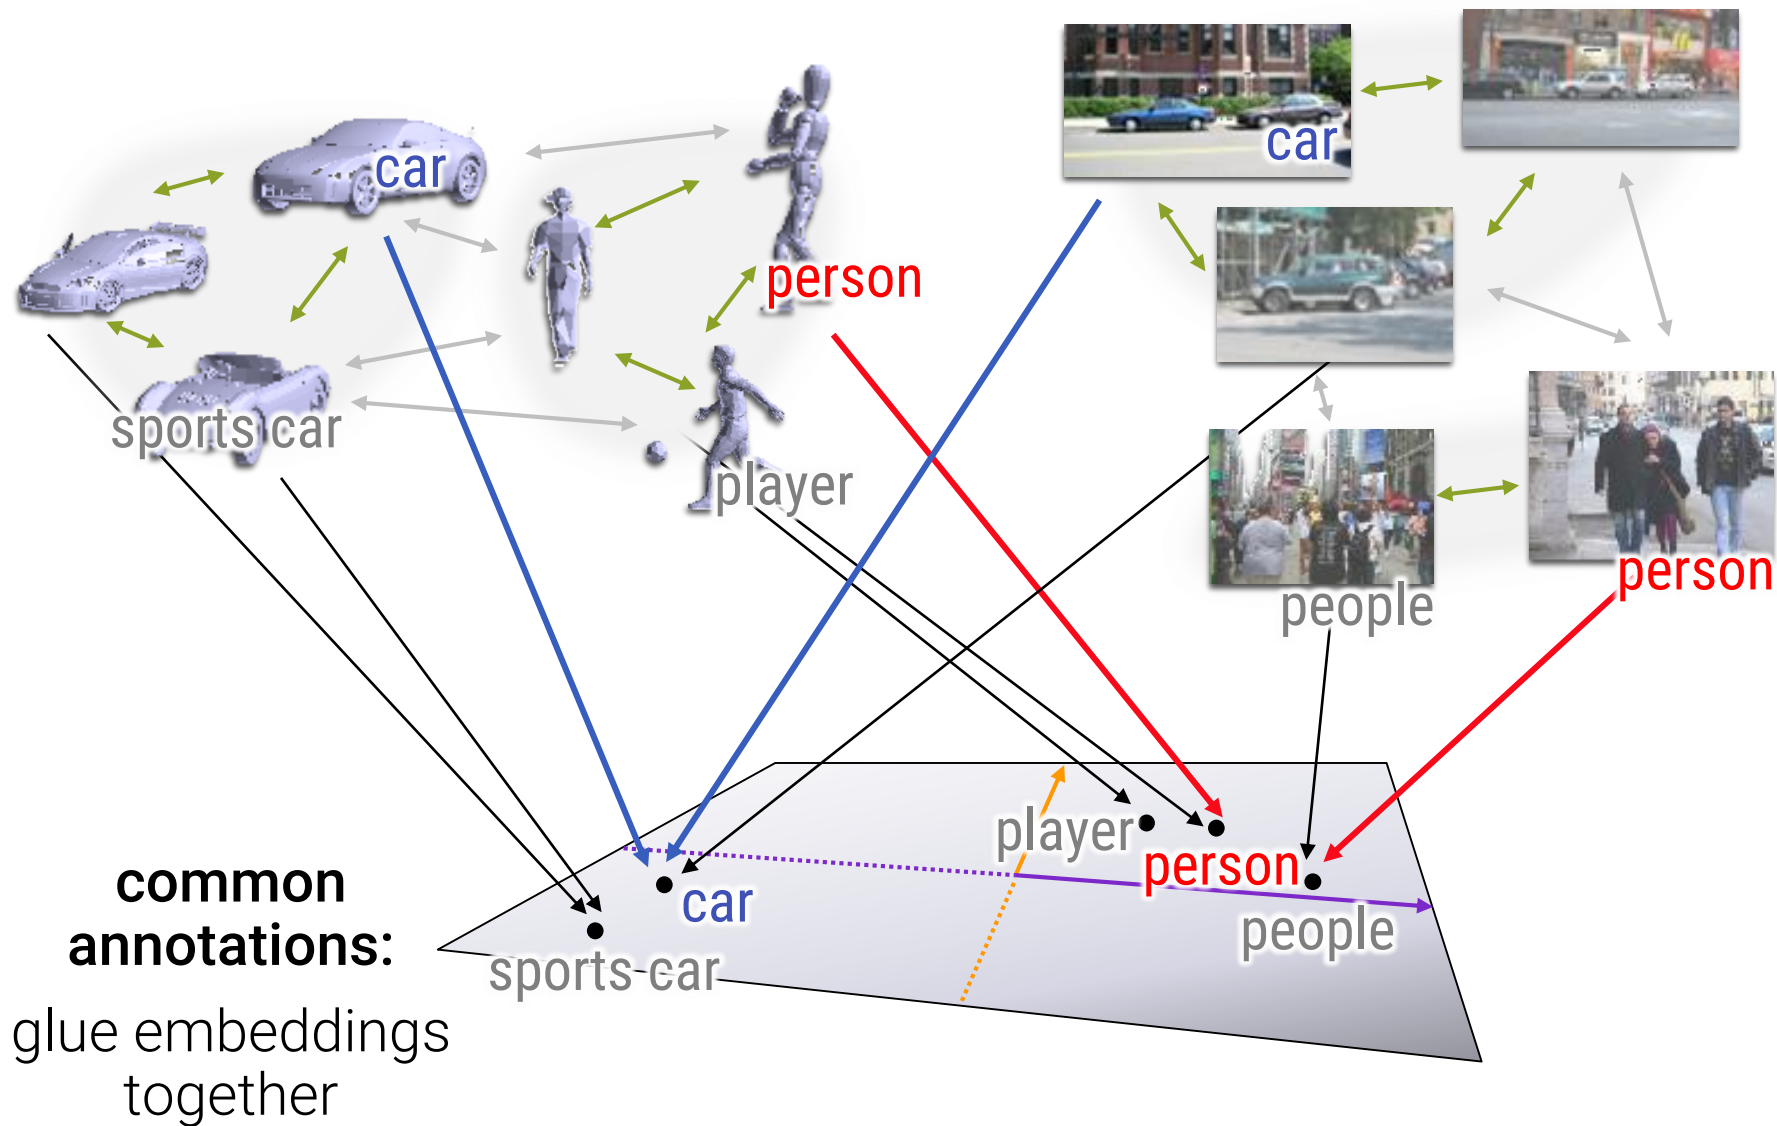 car
car
person
sports car
player
person
people
player
person
car
people
sports car
common
annotations:
glue embeddings
together